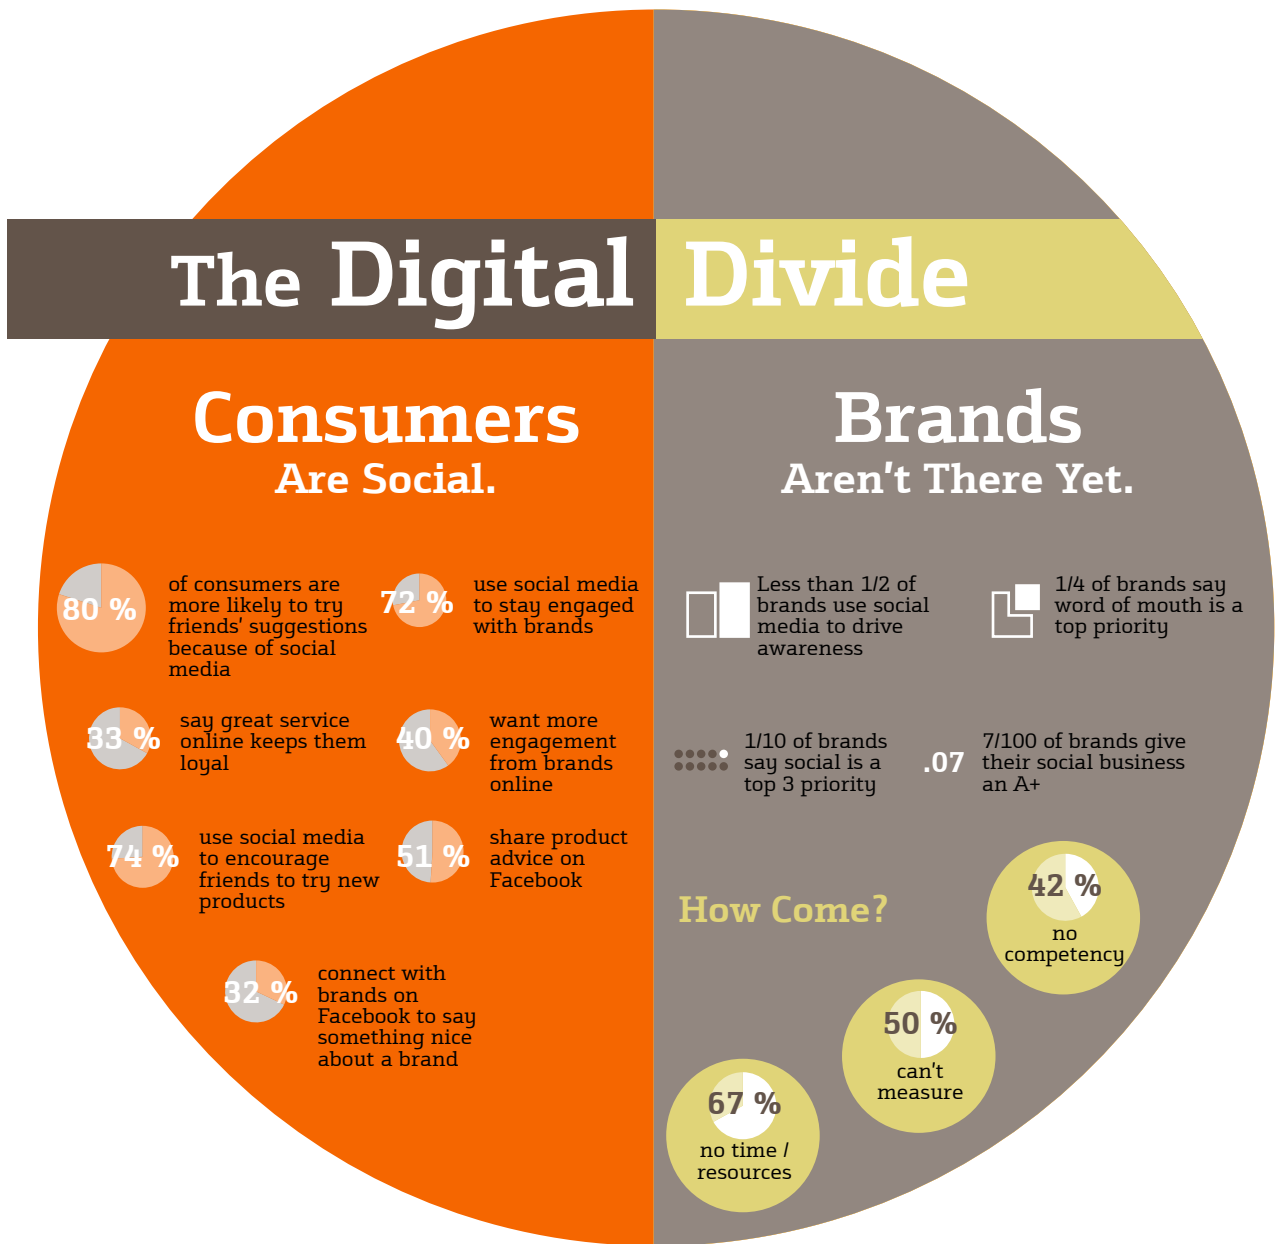 The Digital Divide
Consumers
Are Social.
80 %
of consumers are
more likely to try
friends' suggestions
because of social
media
72 %
use social media
to stay engaged
with brands
33 %
say great service
online keeps them
loyal
40 %
want more
engagement
from brands
online
74 %
use social media
to encourage
friends to try new
products
51 %
share product
advice on
Facebook
32 %
connect with
brands on
Facebook to say
something nice
about a brand
Brands
Aren't There Yet.
Less than 1/2 of
brands use social
media to drive
awareness
1/4 of brands say
word of mouth is a
top priority
1/10 of brands
say social is a
top 3 priority
.07
7/100 of brands give
their social business
an A+
How Come?
42 %
no
competency
50 %
can't
measure
67 %
no time /
resources